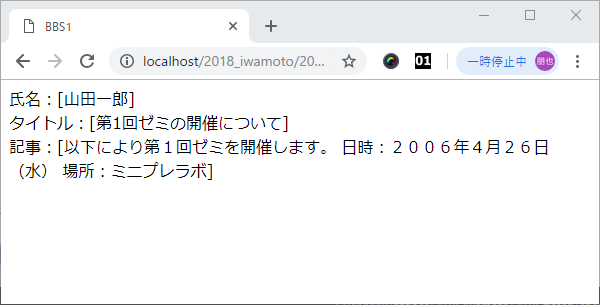 BBS1
localhost/2018_iwamoto/20...
01
一時停止中
朋也
氏名：[山田一郎]
タイトル：[第1回ゼミの開催について]
記事：[以下により第１回ゼミを開催します。 日時：２００６年４月２６日
（水） 場所：ミニプレラボ]